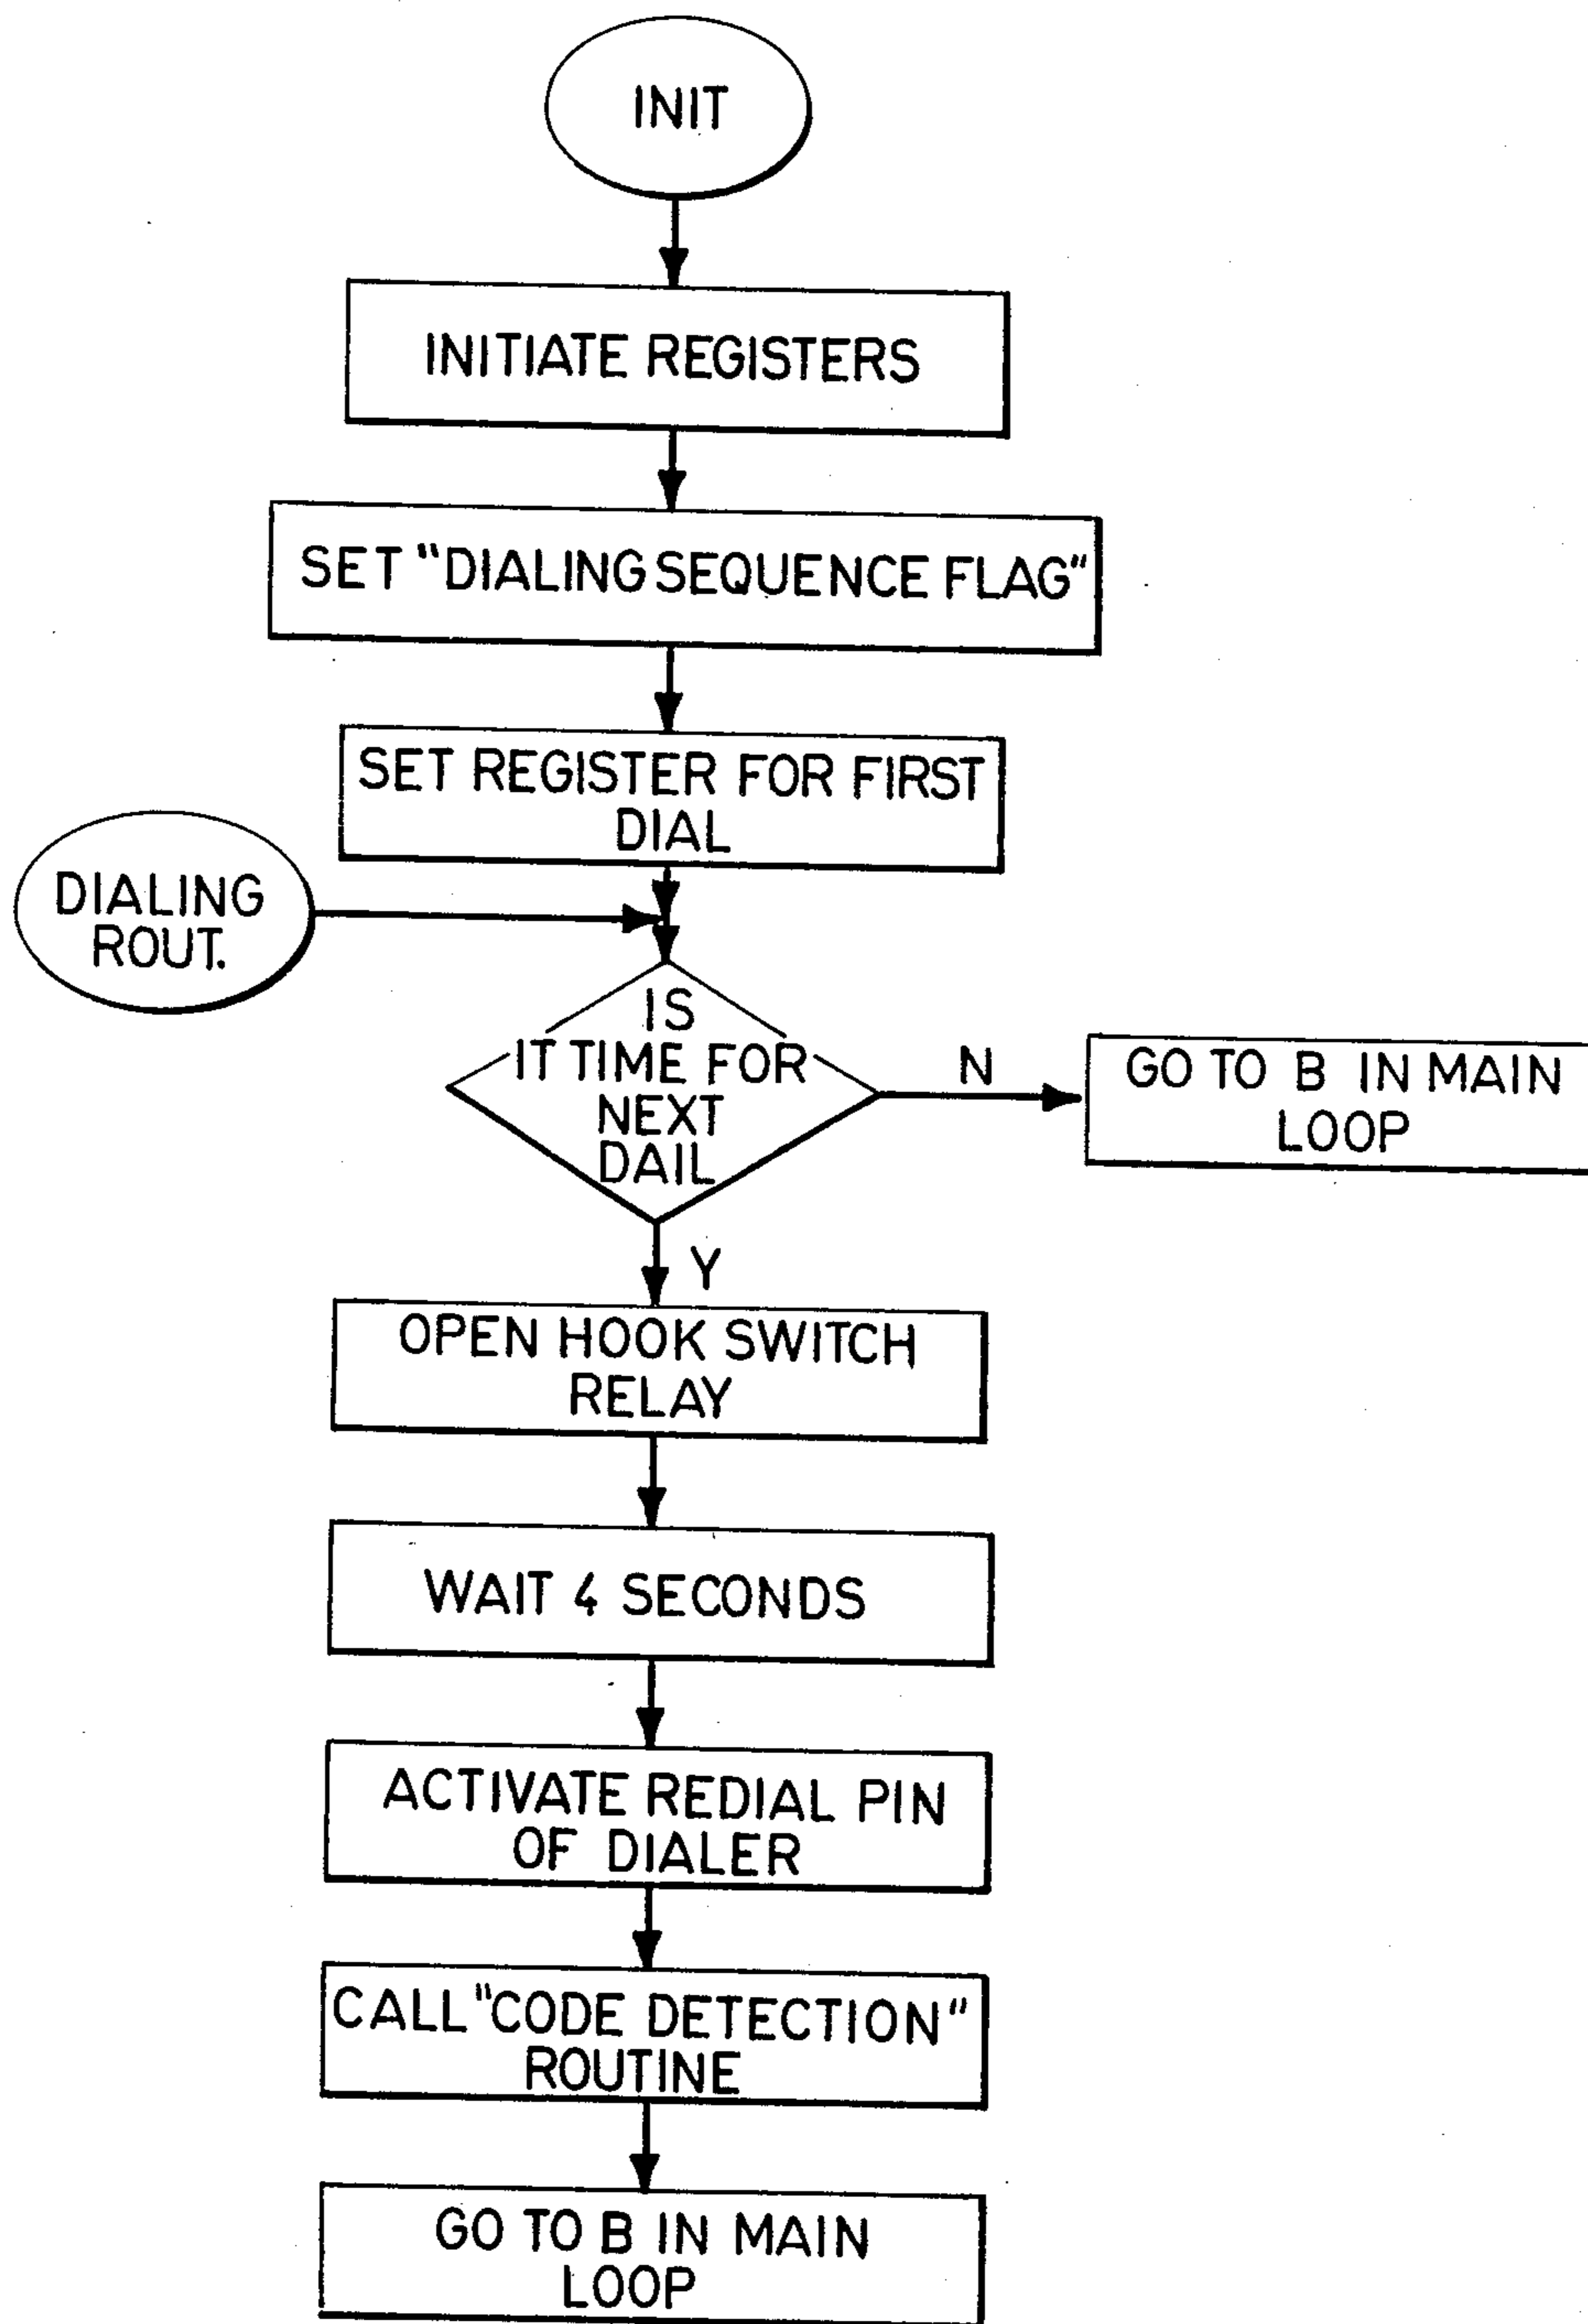 INIT
INITIATE REGISTERS
SET "DIALING SEQUENCE FLAG"
SET REGISTER FOR FIRST
DIAL
DIALING
ROUT.
IS
IT TIME FOR
NEXT
DAIL
N
GO TO B IN MAIN
LOOP
Y
OPEN HOOK SWITCH
RELAY
WAIT 4 SECONDS
ACTIVATE REDIAL PIN
OF DIALER
CALL "CODE DETECTION"
ROUTINE
GO TO B IN MAIN
LOOP